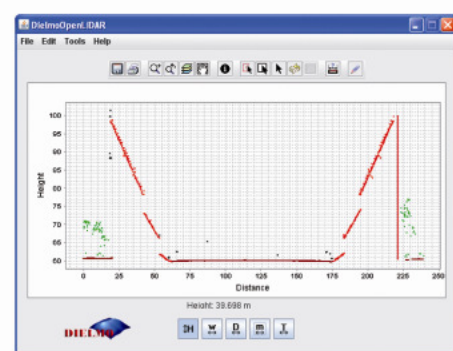 DielmoOpenLiDAR
File Edit Tools Help
100
95
90
85
80
75
70
65
60
Height
0 25 50 75 100 125 150 175 200 225 250
Distance
Height: 39.698 m
DIELMO
H W D m T